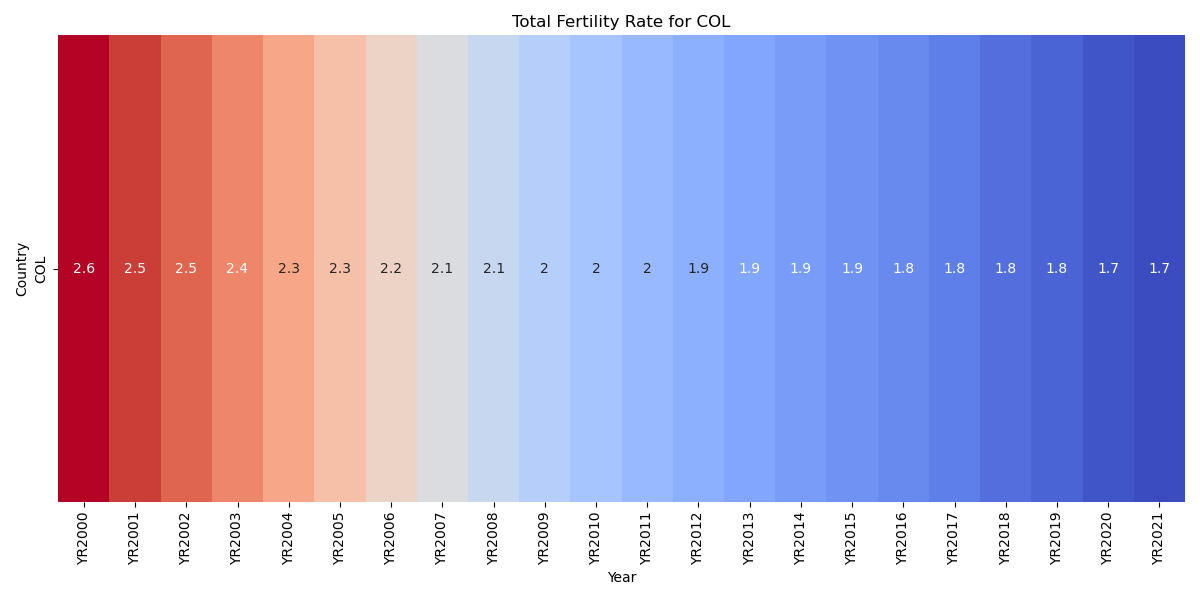 Total Fertility Rate for COL
Country
COL
2.6 2.5 2.5 2.4 2.3 2.3 2.2 2.1 2.1 2 2 2 1.9 1.9 1.9 1.9 1.8 1.8 1.8 1.8 1.7 1.7
YR2000 YR2001 YR2002 YR2003 YR2004 YR2005 YR2006 YR2007 YR2008 YR2009 YR2010 YR2011 YR2012 YR2013 YR2014 YR2015 YR2016 YR2017 YR2018 YR2019 YR2020 YR2021
Year